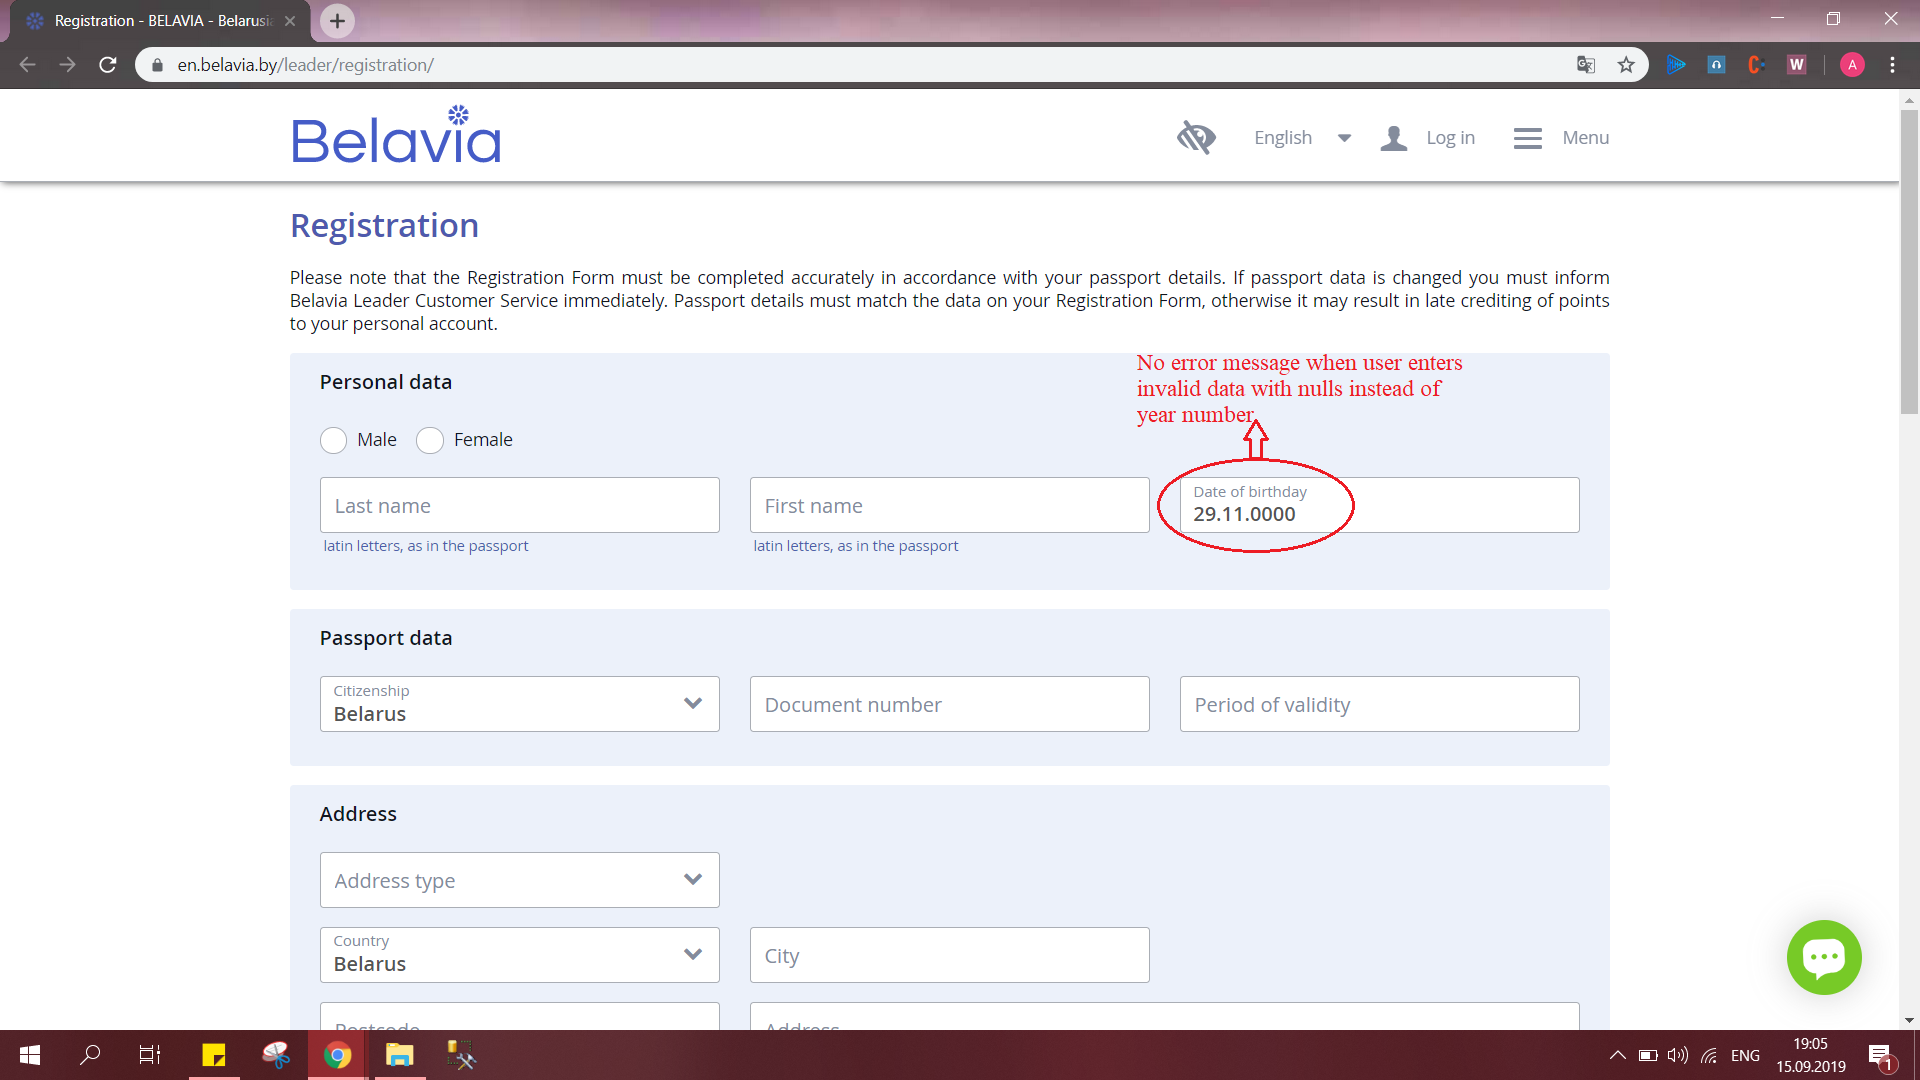 Registration - BELAVIA - Belarusia
en.belavia.by/leader/registration/
W
A
Belavia
English
Log in
Menu
Registration
Please note that the Registration Form must be completed accurately in accordance with your passport details. If passport data is changed you must inform
Belavia Leader Customer Service immediately. Passport details must match the data on your Registration Form, otherwise it may result in late crediting of points
to your personal account.
Personal data
No error message when user enters
invalid data with nulls instead of
year number
Male
Female
Last name
First name
Date of birthday
29.11.0000
latin letters, as in the passport
latin letters, as in the passport
Passport data
Citizenship
Belarus
Document number
Period of validity
Address
Address type
Country
Belarus
City
Postcode
Address
ENG
19:05
15.09.2019
1